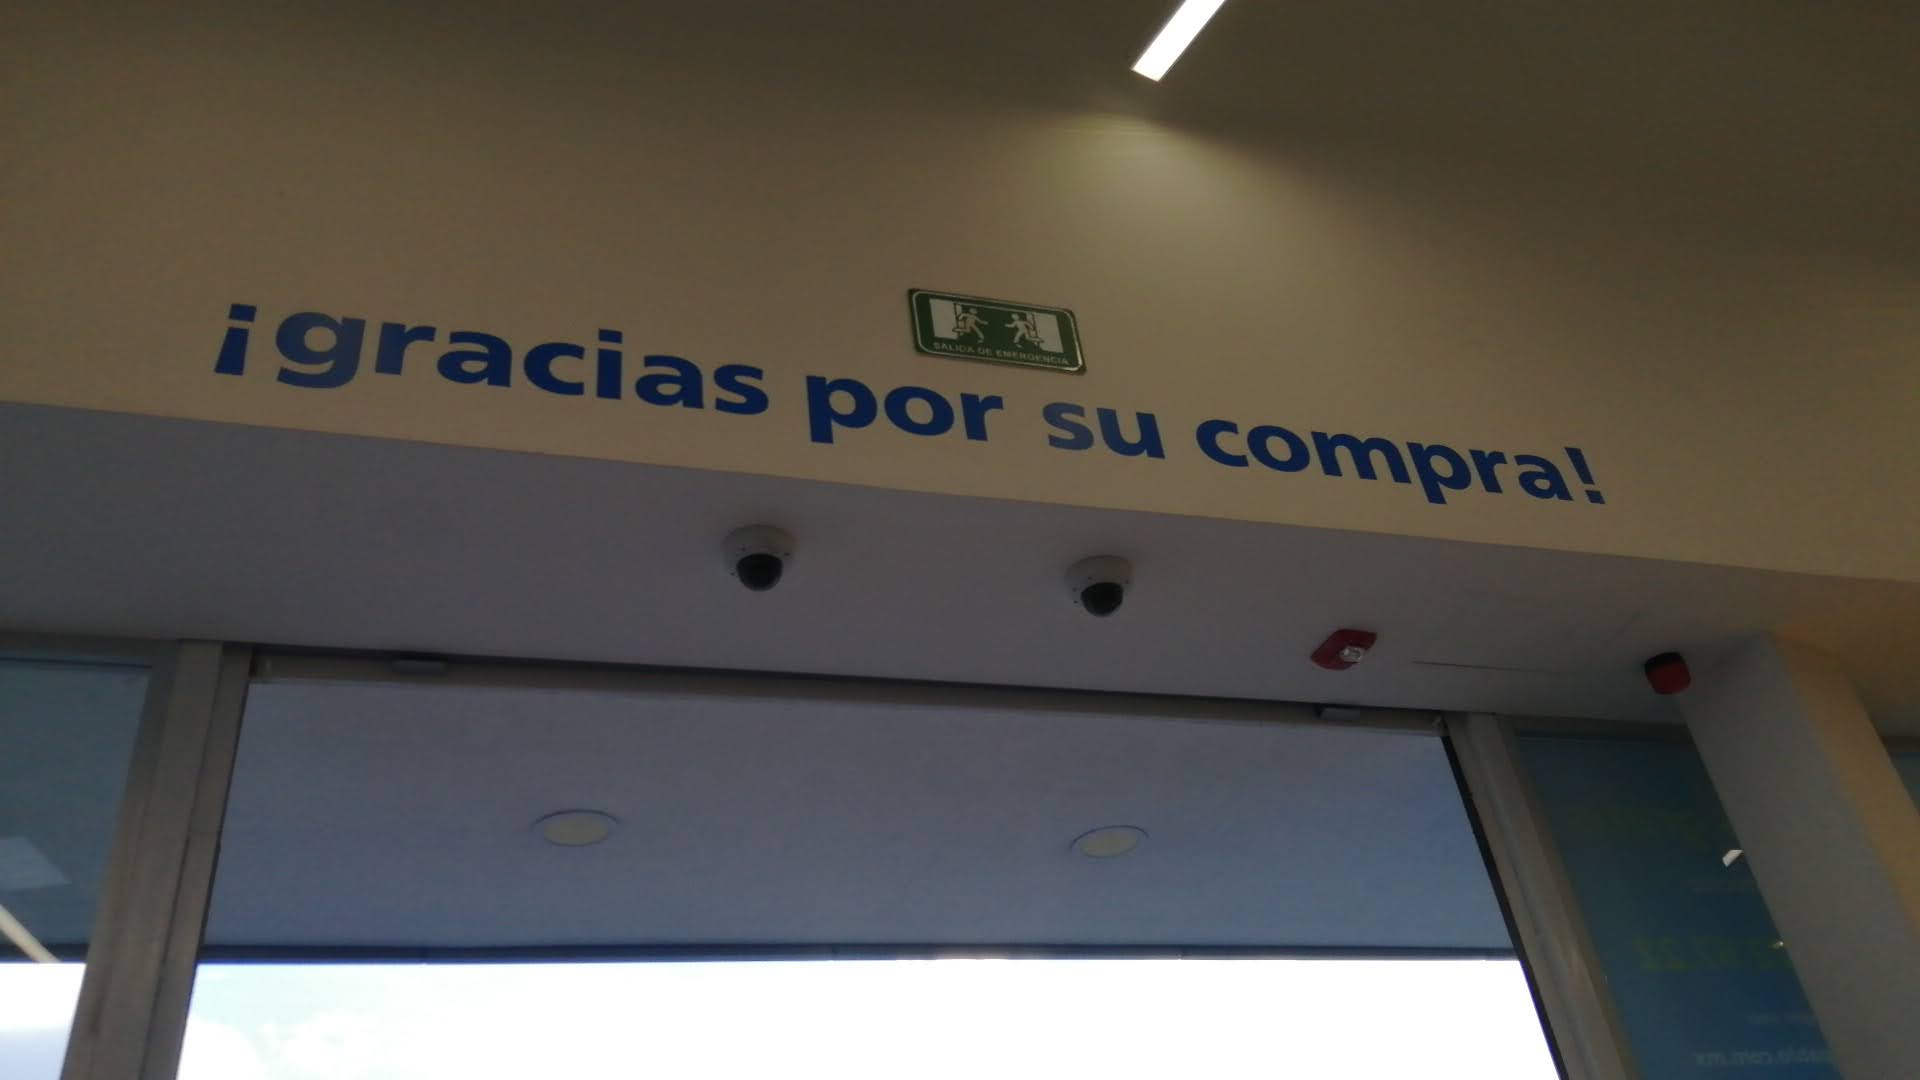 SALIDA DE EMERGENCIA
¡gracias por su compra!